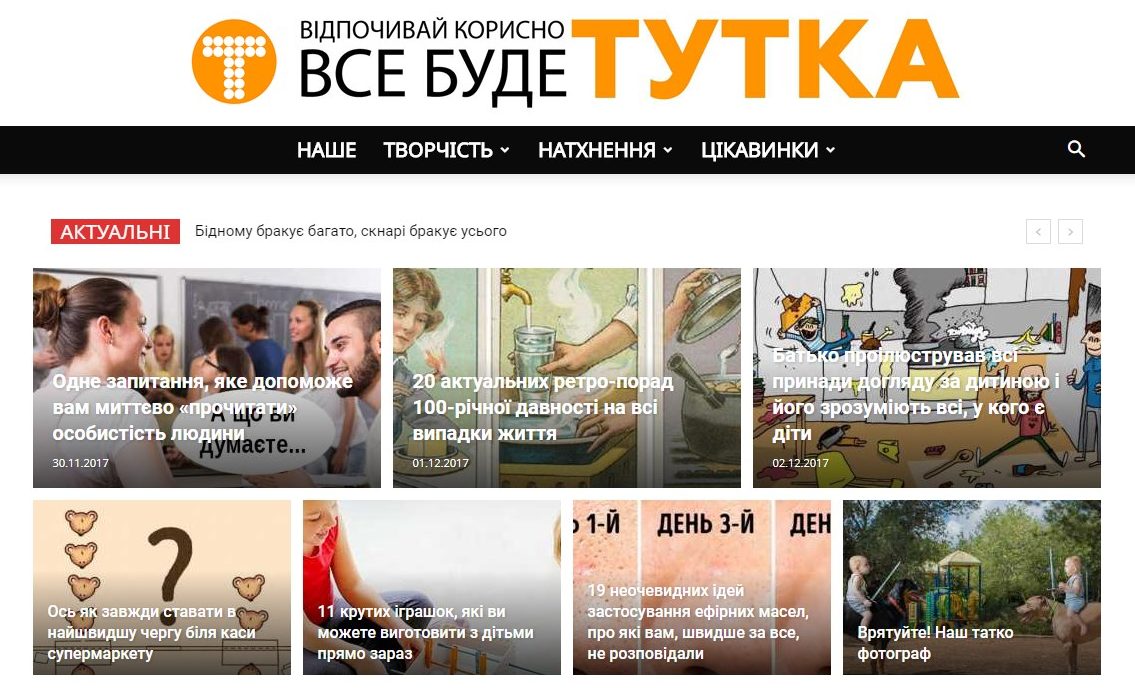 ВІДПОЧИВАЙ КОРИСНО
ВСЕ БУДЕ ТУТКА
НАШЕ ТВОРЧІСТЬ НАТХНЕННЯ ЦІКАВИНКИ
АКТУАЛЬНІ Бідному бракує багато, скнарі бракує усього
Одне запитання, яке допоможе
вам миттєво «прочитати»
особистість людини
30.11.2017
А що ви
думаєте...
20 актуальних ретро-порад
100-річної давності на всі
випадки життя
01.12.2017
Батько проілюстрував всі
принади догляду за дитиною і
його зрозуміють всі, у кого є
діти
02.12.2017
?
Ось як завжди ставати в
найшвидшу чергу біля каси
супермаркету
11 крутих іграшок, які ви
можете виготовити з дітьми
прямо зараз
Ь 1-Й ДЕНЬ 3-Й ДЕН
19 неочевидних ідей
застосування ефірних масел,
про які вам, швидше за все,
не розповідали
Врятуйте! Наш татко
фотограф